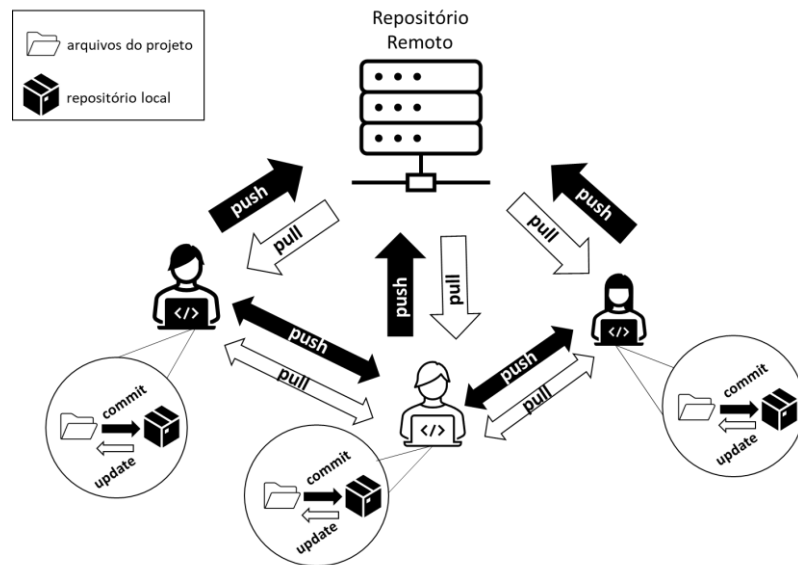 Repositório
Remoto
arquivos do projeto
repositório local
push
pull
push
pull
pull
push
</>
</>
push
pull
push
pull
</>
commit
update
commit
update
commit
update